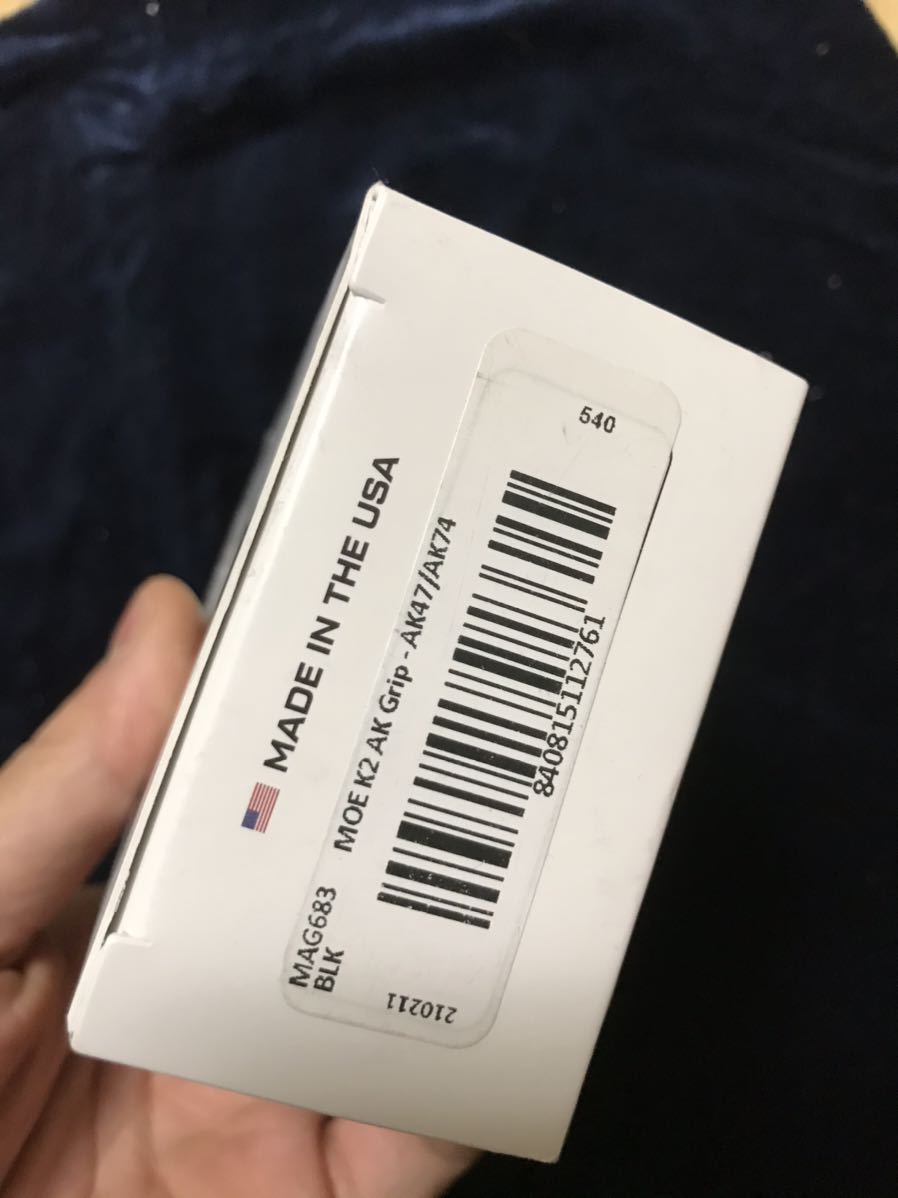 MADE IN THE USA
MAG683 MOE K2 AK Grip - AK47/AK74
BLK
840815112761
210211
540